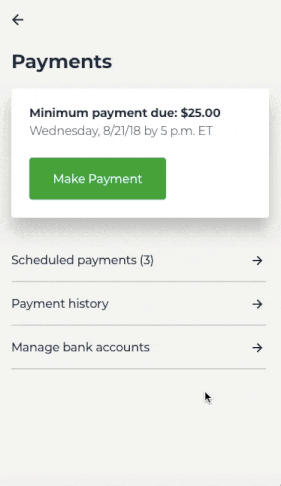 Payments
Minimum payment due: $25.00
Wednesday, 8/21/18 by 5 p.m. ET
Make Payment
Scheduled payments (3)
Payment history
Manage bank accounts